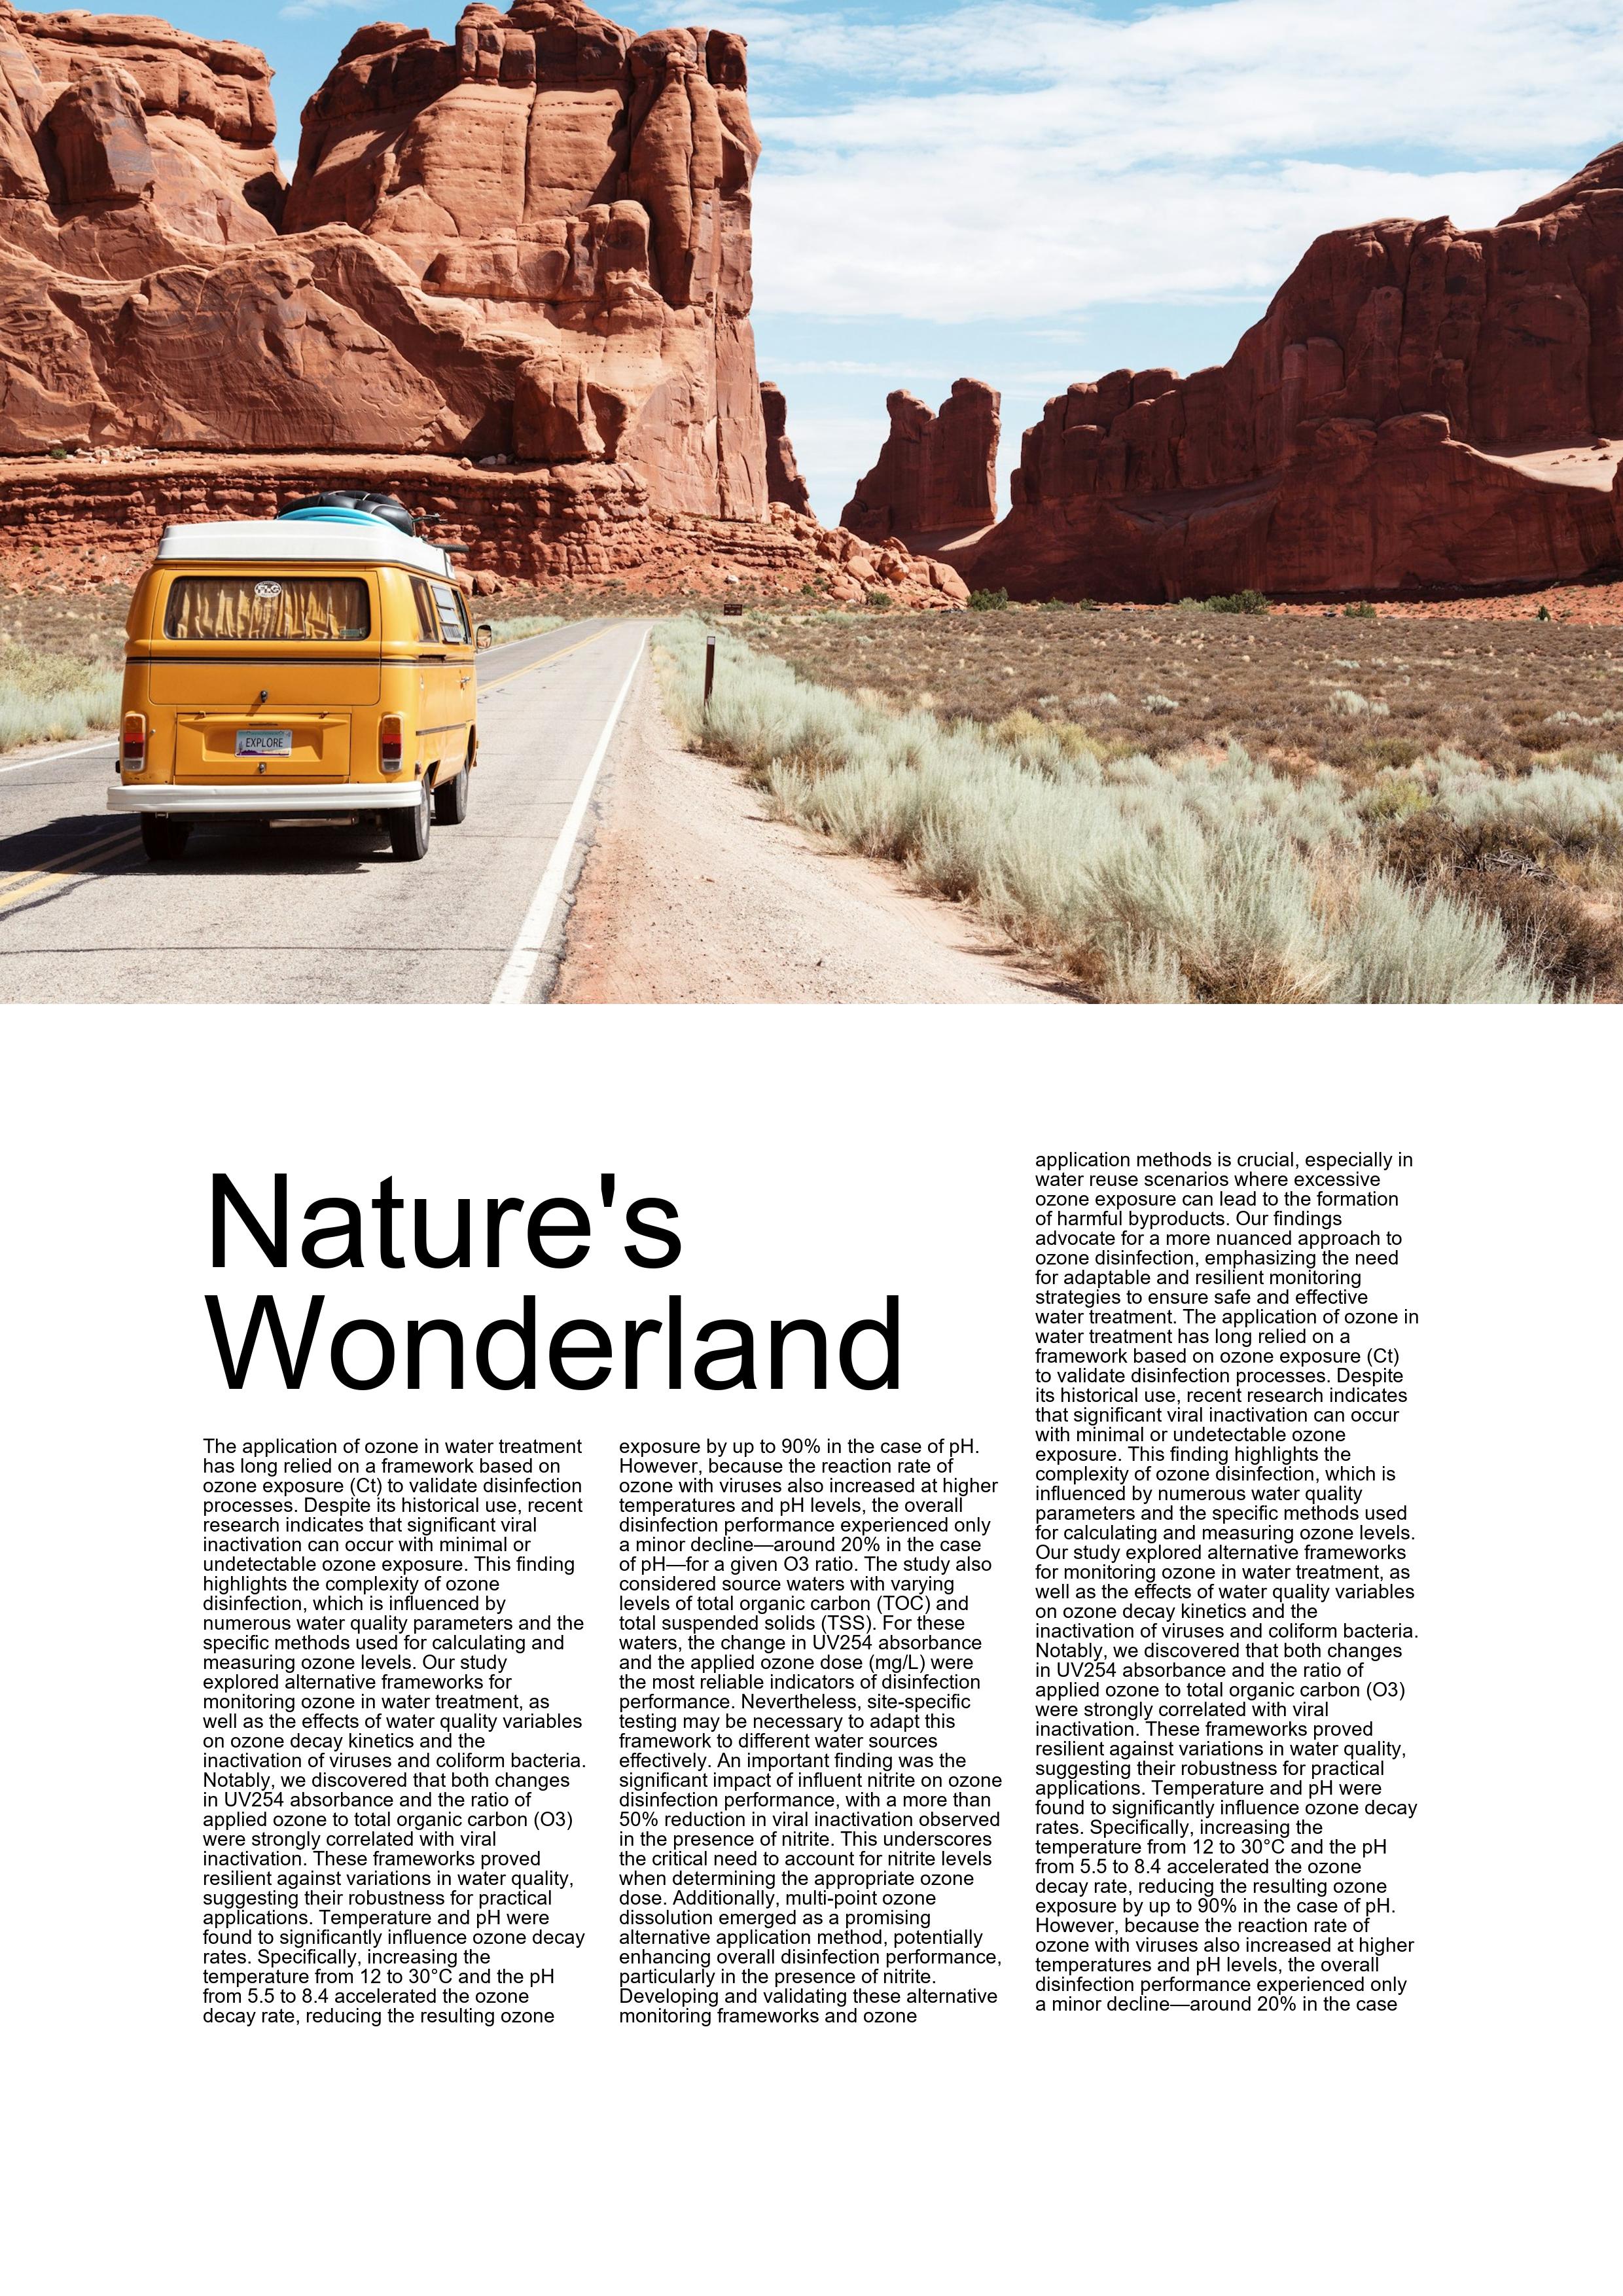 EXPLORE
Nature's
Wonderland
The application of ozone in water treatment
has long relied on a framework based on
ozone exposure (Ct) to validate disinfection
processes. Despite its historical use, recent
research indicates that significant viral
inactivation can occur with minimal or
undetectable ozone exposure. This finding
highlights the complexity of ozone
disinfection, which is influenced by
numerous water quality parameters and the
specific methods used for calculating and
measuring ozone levels. Our study
explored alternative frameworks for
monitoring ozone in water treatment, as
well as the effects of water quality variables
on ozone decay kinetics and the
inactivation of viruses and coliform bacteria.
Notably, we discovered that both changes
in UV254 absorbance and the ratio of
applied ozone to total organic carbon (O3)
were strongly correlated with viral
inactivation. These frameworks proved
resilient against variations in water quality,
suggesting their robustness for practical
applications. Temperature and pH were
found to significantly influence ozone decay
rates. Specifically, increasing the
temperature from 12 to 30°C and the pH
from 5.5 to 8.4 accelerated the ozone
decay rate, reducing the resulting ozone
exposure by up to 90% in the case of pH.
However, because the reaction rate of
ozone with viruses also increased at higher
temperatures and pH levels, the overall
disinfection performance experienced only
a minor decline—around 20% in the case
of pH—for a given O3 ratio. The study also
considered source waters with varying
levels of total organic carbon (TOC) and
total suspended solids (TSS). For these
waters, the change in UV254 absorbance
and the applied ozone dose (mg/L) were
the most reliable indicators of disinfection
performance. Nevertheless, site-specific
testing may be necessary to adapt this
framework to different water sources
effectively. An important finding was the
significant impact of influent nitrite on ozone
disinfection performance, with a more than
50% reduction in viral inactivation observed
in the presence of nitrite. This underscores
the critical need to account for nitrite levels
when determining the appropriate ozone
dose. Additionally, multi-point ozone
dissolution emerged as a promising
alternative application method, potentially
enhancing overall disinfection performance,
particularly in the presence of nitrite.
Developing and validating these alternative
monitoring frameworks and ozone
application methods is crucial, especially in
water reuse scenarios where excessive
ozone exposure can lead to the formation
of harmful byproducts. Our findings
advocate for a more nuanced approach to
ozone disinfection, emphasizing the need
for adaptable and resilient monitoring
strategies to ensure safe and effective
water treatment. The application of ozone in
water treatment has long relied on a
framework based on ozone exposure (Ct)
to validate disinfection processes. Despite
its historical use, recent research indicates
that significant viral inactivation can occur
with minimal or undetectable ozone
exposure. This finding highlights the
complexity of ozone disinfection, which is
influenced by numerous water quality
parameters and the specific methods used
for calculating and measuring ozone levels.
Our study explored alternative frameworks
for monitoring ozone in water treatment, as
well as the effects of water quality variables
on ozone decay kinetics and the
inactivation of viruses and coliform bacteria.
Notably, we discovered that both changes
in UV254 absorbance and the ratio of
applied ozone to total organic carbon (O3)
were strongly correlated with viral
inactivation. These frameworks proved
resilient against variations in water quality,
suggesting their robustness for practical
applications. Temperature and pH were
found to significantly influence ozone decay
rates. Specifically, increasing the
temperature from 12 to 30°C and the pH
from 5.5 to 8.4 accelerated the ozone
decay rate, reducing the resulting ozone
exposure by up to 90% in the case of pH.
However, because the reaction rate of
ozone with viruses also increased at higher
temperatures and pH levels, the overall
disinfection performance experienced only
a minor decline—around 20% in the case